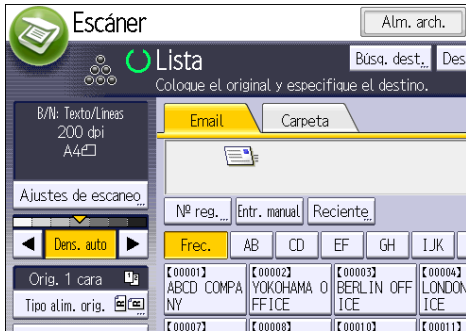 Escáner
Alm. arch.
Lista
Búsq. dest.
Des
Coloque el original y especifique el destino.
B/N: Texto/Líneas
200 dpi
A4
Email
Carpeta
Ajustes de escaneo
Nº reg.
Entr. manual
Reciente
Dens. auto
Frec.
AB
CD
EF
GH
IJK
Orig. 1 cara
Tipo alim. orig.
[00001]
ABCD COMPA
NY
[00002]
YOKOHAMA O
FFICE
[00003]
BERLIN OFF
ICE
[00004]
LONDON
ICE
[00007]
[00008]
[00010]
[00011]